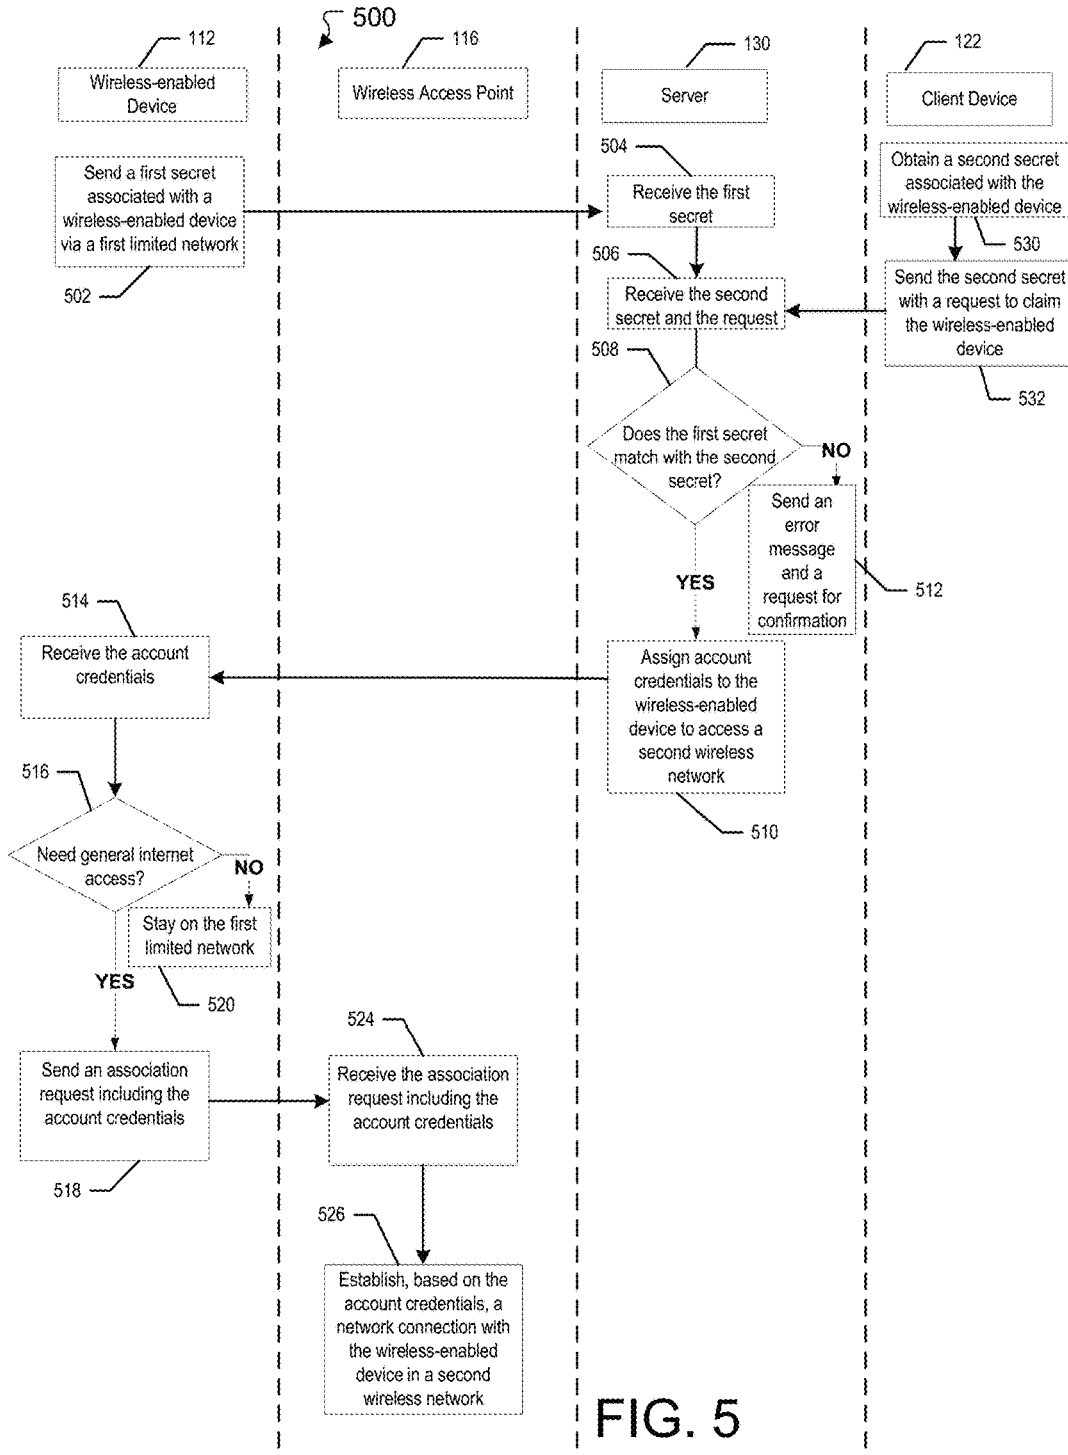 500
112
116
130
122
Wireless-enabled
Device
Wireless Access Point
Server
Client Device
Send a first secret
associated with a
wireless-enabled device
via a first limited network
502
504
Receive the first
secret
Obtain a second secret
associated with the
wireless-enabled device
530
506
Receive the second
secret and the request
Send the second secret
with a request to claim
the wireless-enabled
device
532
508
Does the first secret
match with the second
secret?
NO
Send an
error
message
and a
request for
confirmation
512
YES
514
Receive the account
credentials
Assign account
credentials to the
wireless-enabled
device to access a
second wireless
network
510
516
Need general internet
access?
NO
Stay on the first
limited network
520
YES
Send an association
request including the
account credentials
518
524
Receive the association
request including the
account credentials
526
Establish, based on the
account credentials, a
network connection with
the wireless-enabled
device in a second
wireless network
FIG. 5